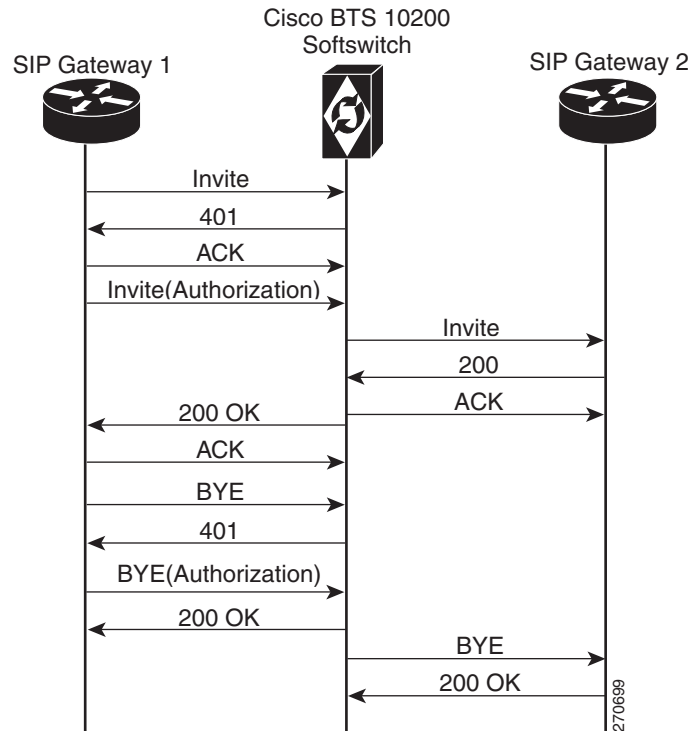 Cisco BTS 10200
Softswitch
SIP Gateway 1
SIP Gateway 2
Invite
401
ACK
Invite(Authorization)
Invite
200
ACK
200 OK
ACK
BYE
401
BYE(Authorization)
200 OK
BYE
200 OK
270699